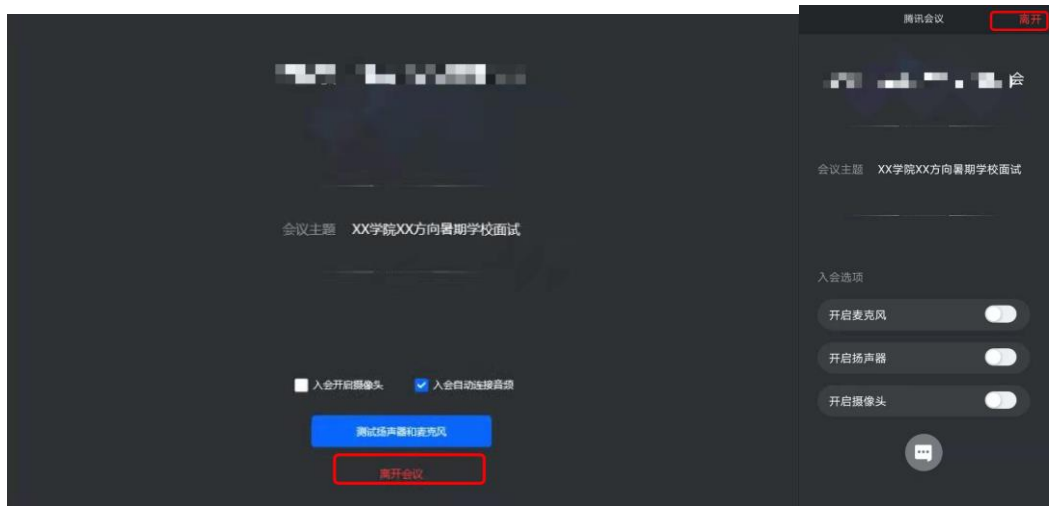 会议主题 XX学院XX方向暑期学校面试
入会开启摄像头 入会自动连接音频
测试扬声器和麦克风
离开会议
腾讯会议 离开
会
会议主题 XX学院XX方向暑期学校面试
入会选项
开启麦克风
开启扬声器
开启摄像头